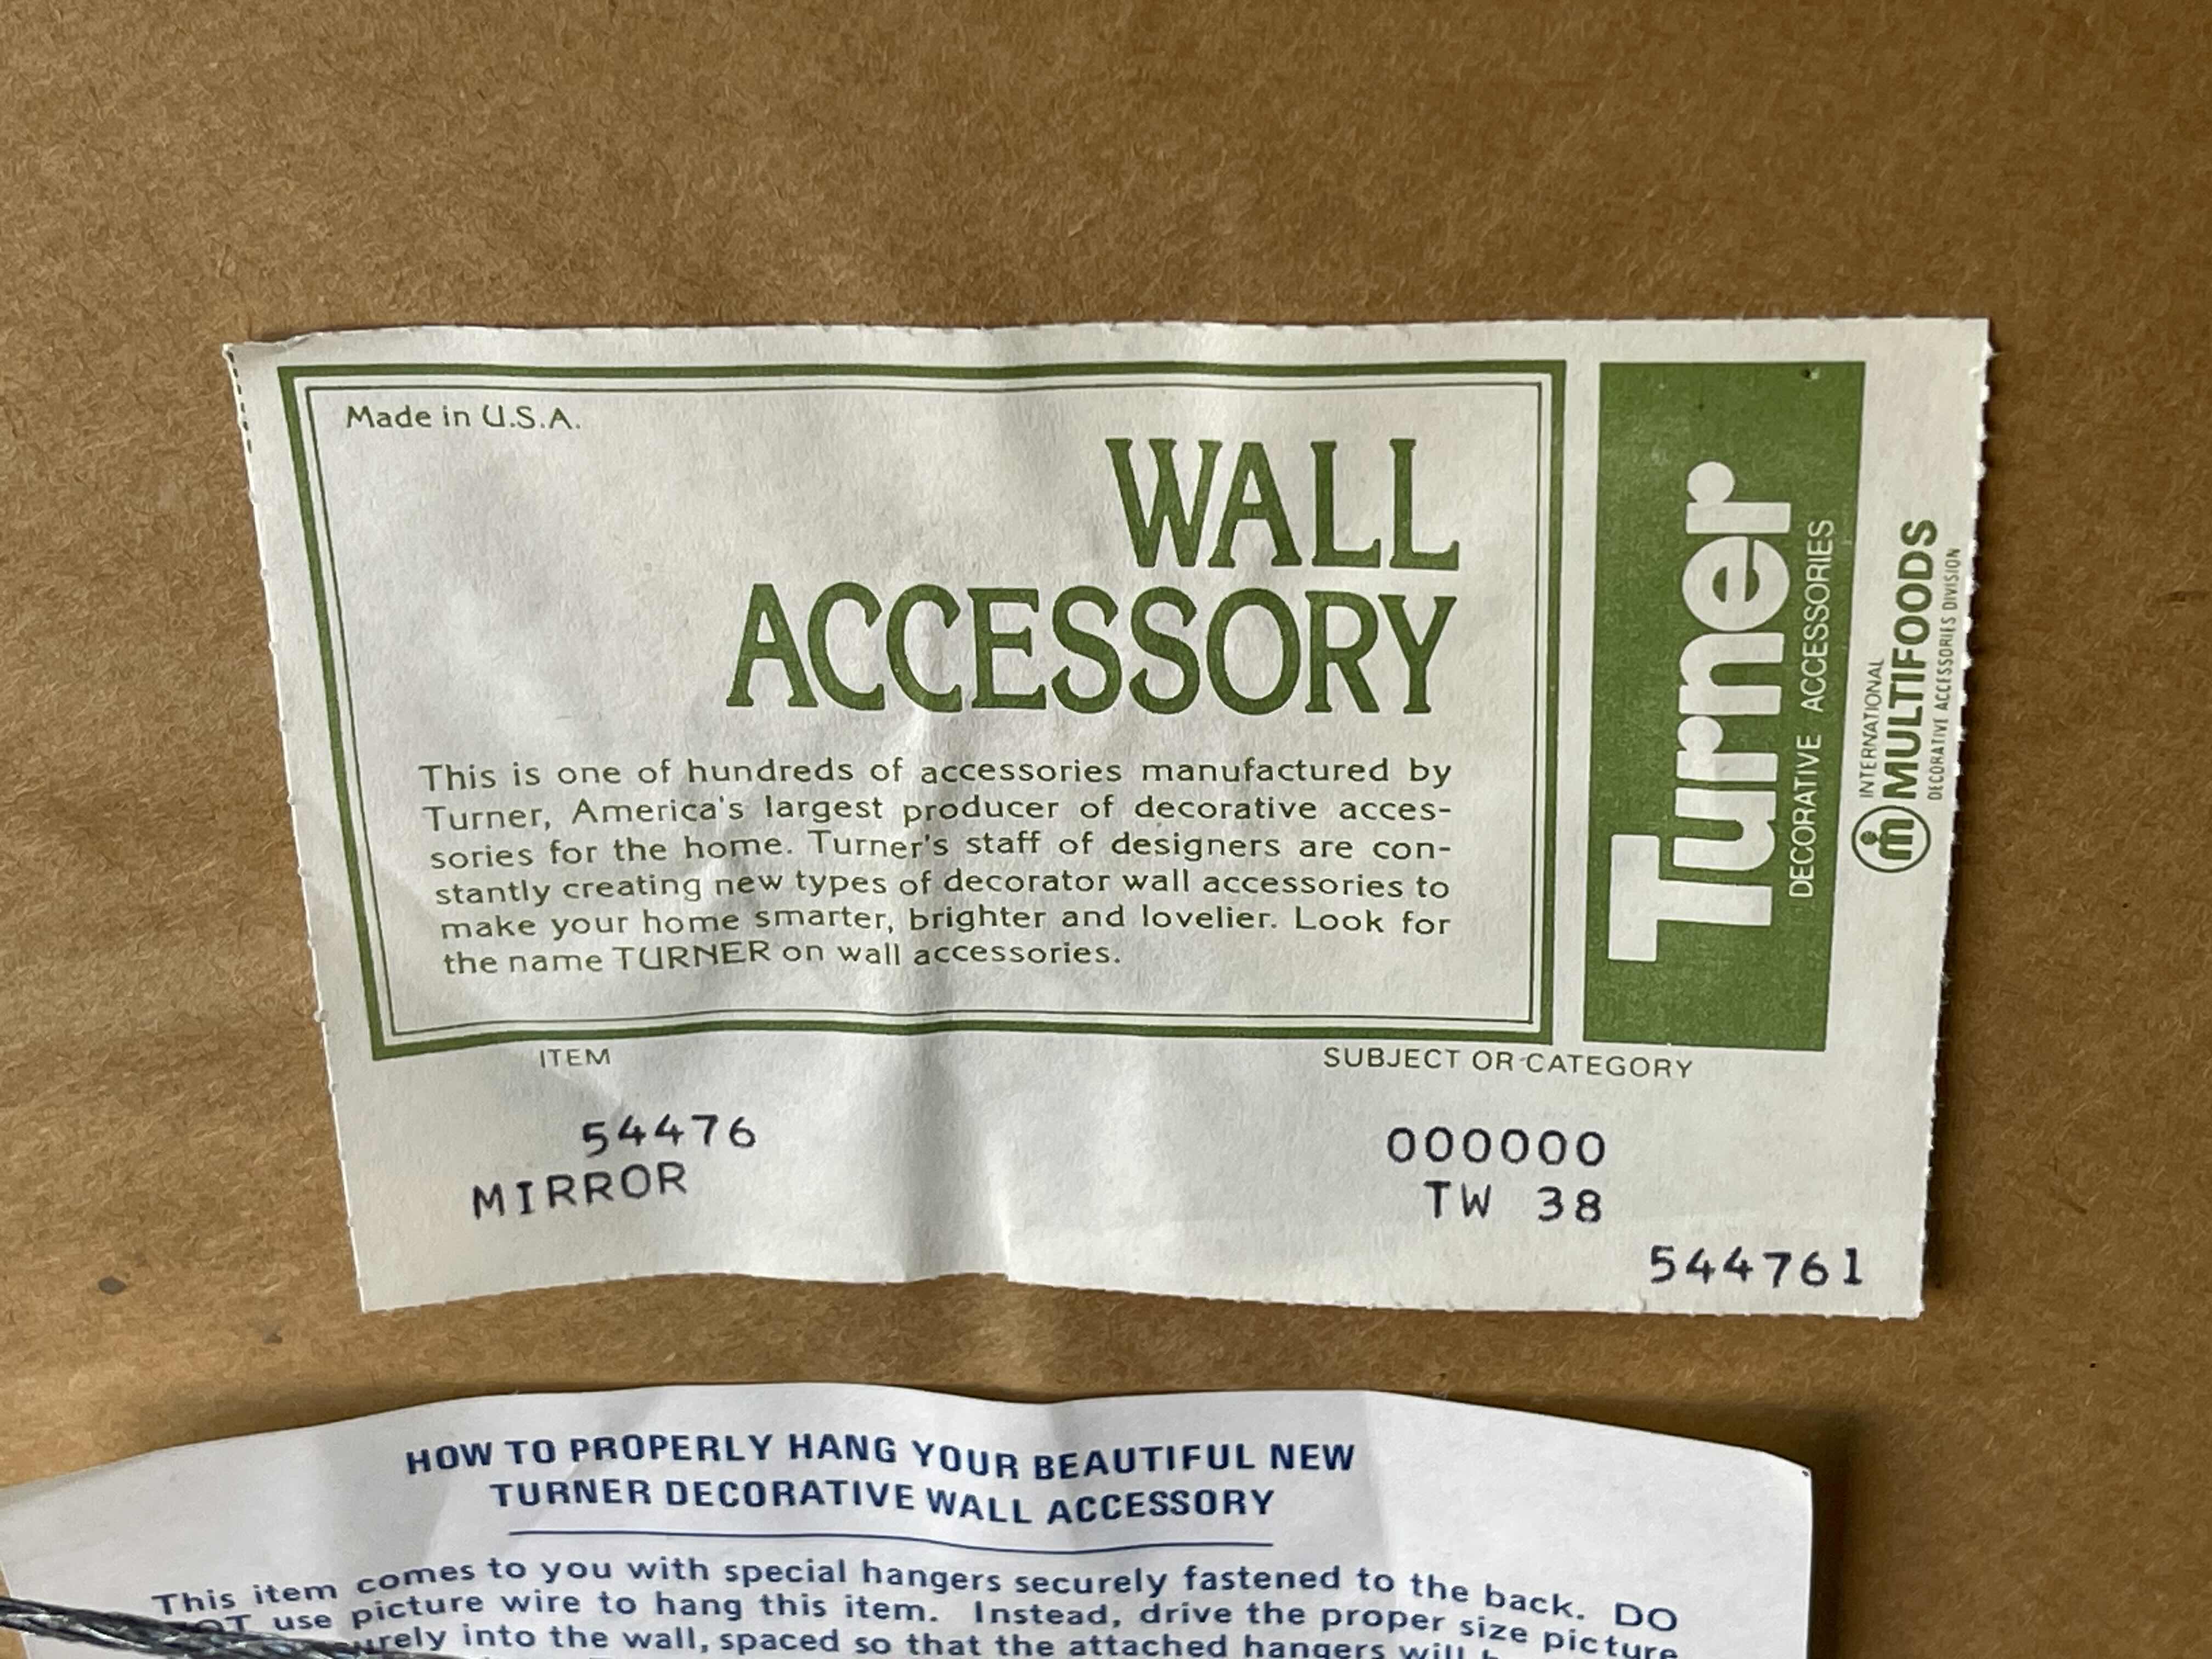 Made in U.S.A.
WALL
ACCESSORY
This is one of hundreds of accessories manufactured by
Turner, America's largest producer of decorative acces-
sories for the home. Turner's staff of designers are con-
stantly creating new types of decorator wall accessories to
make your home smarter, brighter and lovelier. Look for
the name TURNER on wall accessories.
Turner
DECORATIVE ACCESSORIES
INTERNATIONAL
MULTIFOODS
DECORATIVE ACCESSORIES DIVISION
ITEM
SUBJECT OR CATEGORY
54476
000000
MIRROR
TW 38
544761
HOW TO PROPERLY HANG YOUR BEAUTIFUL NEW
TURNER DECORATIVE WALL ACCESSORY
This item comes to you with special hangers securely fastened to the back. DO
use picture wire to hang this item. Instead, drive the proper size picture
into the wall, spaced so that the attached hangers